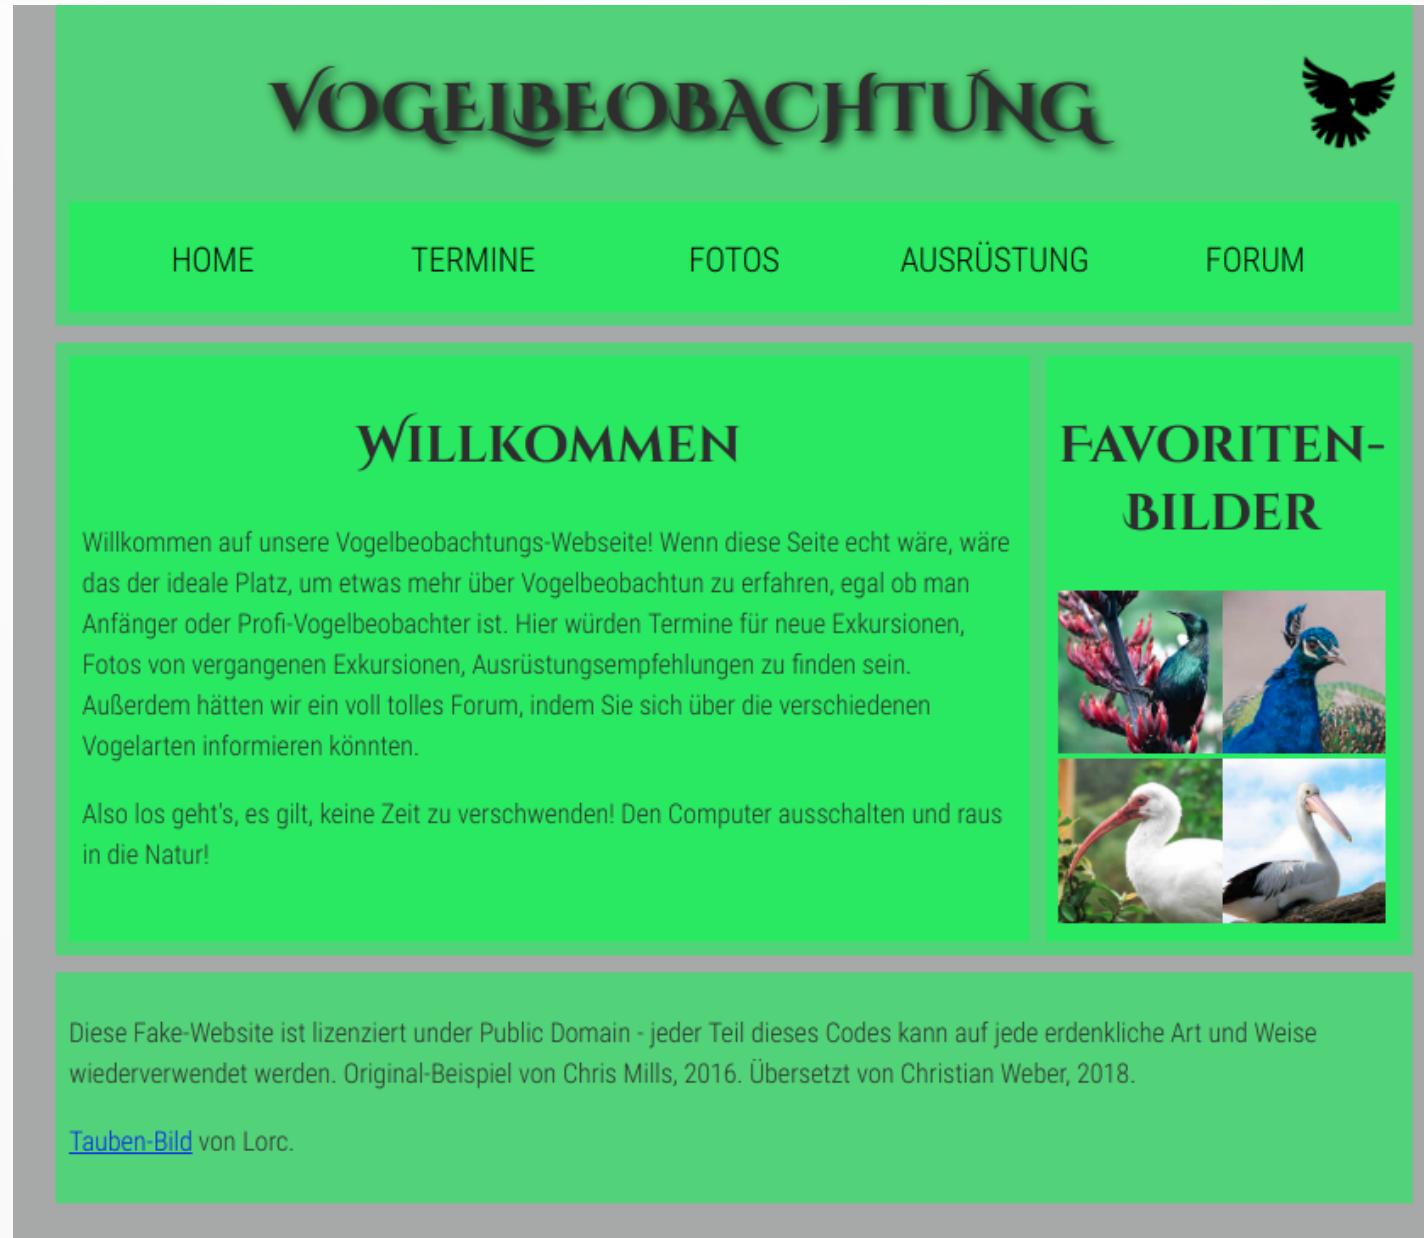 VOGELBEOBACHTUNG
HOME TERMINE FOTOS AUSRÜSTUNG FORUM
WILLKOMMEN
Willkommen auf unsere Vogelbeobachtungs-Webseite! Wenn diese Seite echt wäre, wäre
das der ideale Platz, um etwas mehr über Vogelbeobachtun zu erfahren, egal ob man
Anfänger oder Profi-Vogelbeobachter ist. Hier würden Termine für neue Exkursionen,
Fotos von vergangenen Exkursionen, Ausrüstungsempfehlungen zu finden sein.
Außerdem hätten wir ein voll tolles Forum, indem Sie sich über die verschiedenen
Vogelarten informieren könnten.
Also los geht's, es gilt, keine Zeit zu verschwenden! Den Computer ausschalten und raus
in die Natur!
FAVORITEN-
BILDER
Diese Fake-Website ist lizenziert under Public Domain - jeder Teil dieses Codes kann auf jede erdenkliche Art und Weise
wiederverwendet werden. Original-Beispiel von Chris Mills, 2016. Übersetzt von Christian Weber, 2018.
Tauben-Bild von Lorc.